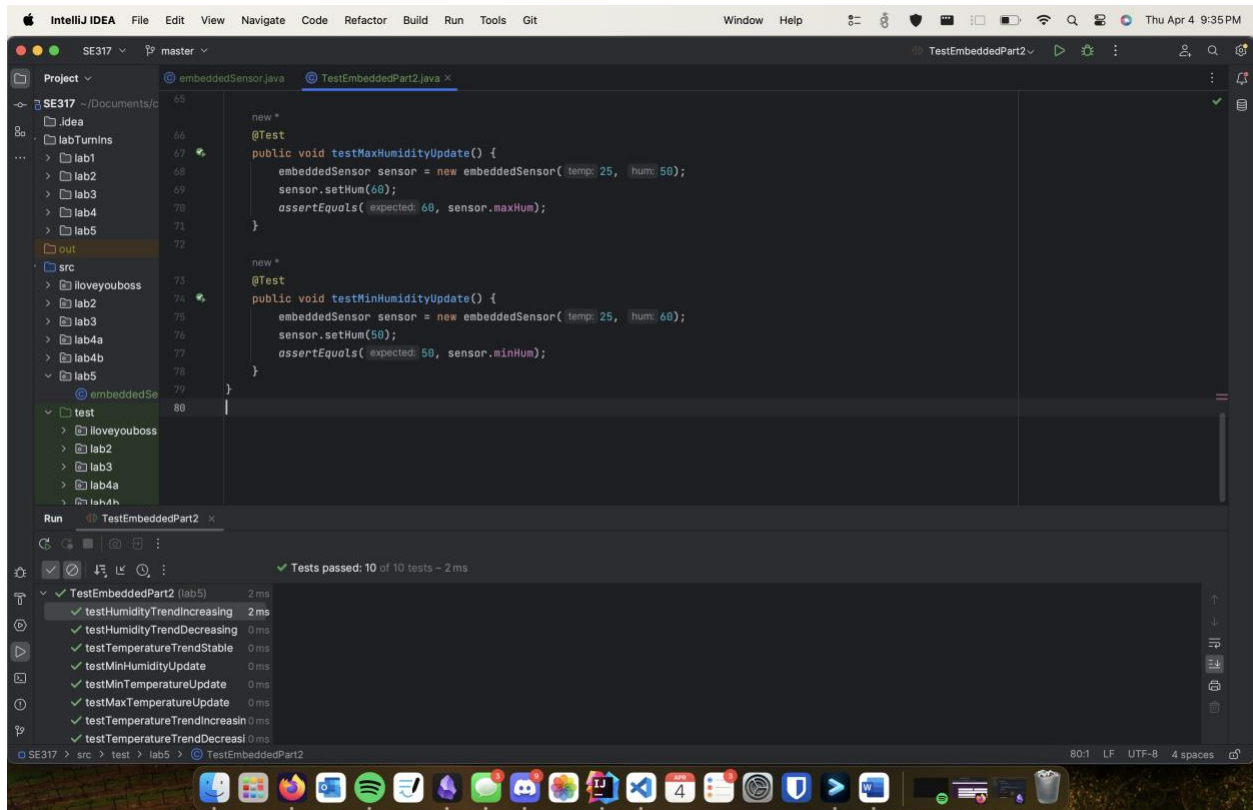 IntelliJ IDEA File Edit View Navigate Code Refactor Build Run Tools Git Window Help Thu Apr 4 9:35 PM
SE317 master TestEmbeddedPart2
Project embeddedSensor.java TestEmbeddedPart2.java
SE317 ~/Documents/c
.idea
labTurnIns
lab1
lab2
lab3
lab4
lab5
out
src
iloveyouboss
lab2
lab3
lab4a
lab4b
lab5
embeddedSe
test
iloveyouboss
lab2
lab3
lab4a
lab4b
65
new *
66 @Test
67 public void testMaxHumidityUpdate() {
68 embeddedSensor sensor = new embeddedSensor( temp: 25, hum: 50);
69 sensor.setHum(60);
70 assertEquals( expected: 60, sensor.maxHum);
71 }
72
new *
73 @Test
74 public void testMinHumidityUpdate() {
75 embeddedSensor sensor = new embeddedSensor( temp: 25, hum: 60);
76 sensor.setHum(50);
77 assertEquals( expected: 50, sensor.minHum);
78 }
79 }
80
Run TestEmbeddedPart2
Tests passed: 10 of 10 tests – 2 ms
TestEmbeddedPart2 (lab5) 2 ms
testHumidityTrendIncreasing 2 ms
testHumidityTrendDecreasing 0 ms
testTemperatureTrendStable 0 ms
testMinHumidityUpdate 0 ms
testMinTemperatureUpdate 0 ms
testMaxTemperatureUpdate 0 ms
testTemperatureTrendIncreasin 0 ms
testTemperatureTrendDecreasi 0 ms
SE317 > src > test > lab5 > TestEmbeddedPart2 80:1 LF UTF-8 4 spaces
3 9 APR 4 3